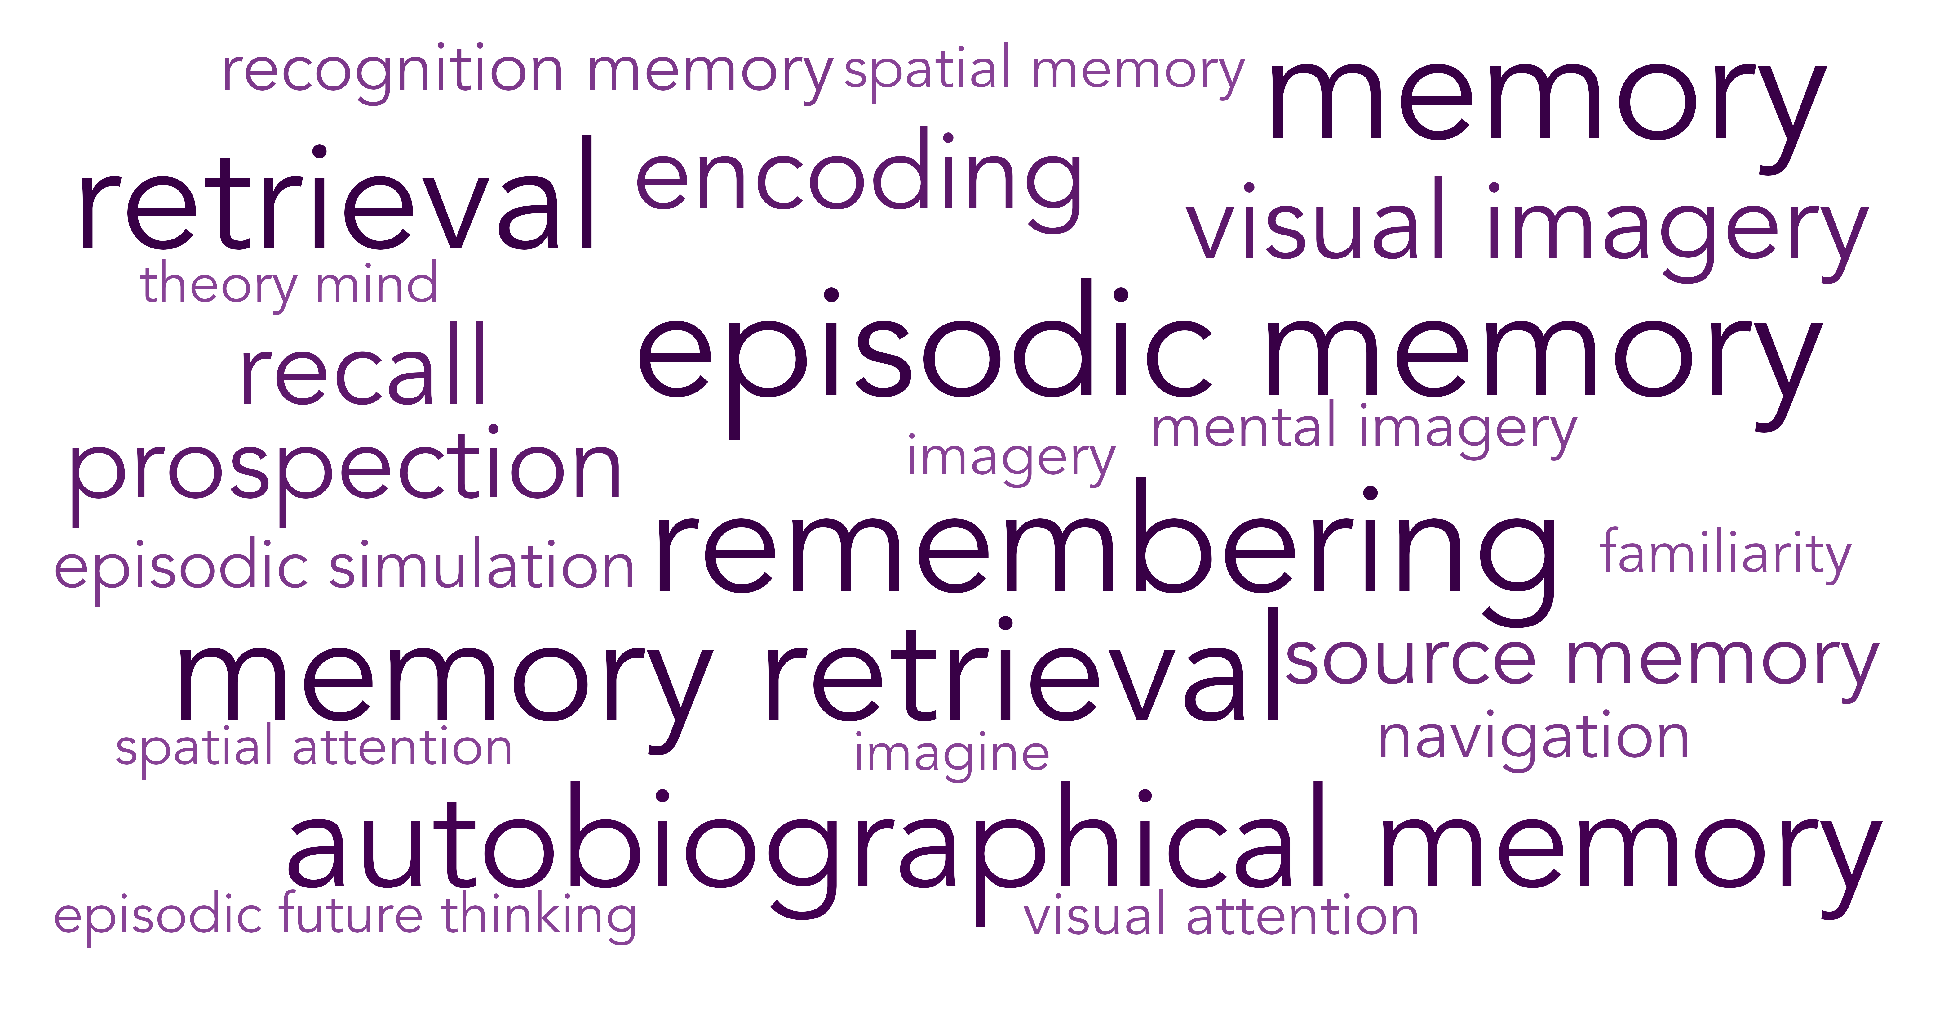 recognition memory
spatial memory
memory
retrieval
encoding
visual imagery
theory mind
episodic memory
recall
mental imagery
imagery
prospection
remembering
episodic simulation
familiarity
memory retrieval
source memory
spatial attention
imagine
navigation
autobiographical memory
episodic future thinking
visual attention